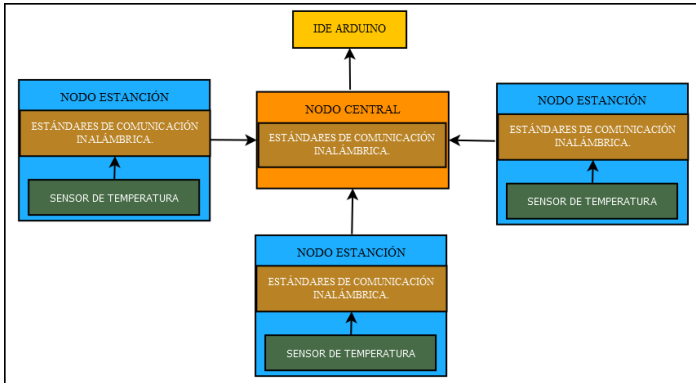 IDE ARDUINO
NODO ESTANCIÓN
ESTÁNDARES DE COMUNICACIÓN
INALÁMBRICA.
SENSOR DE TEMPERATURA
NODO CENTRAL
ESTÁNDARES DE COMUNICACIÓN
INALÁMBRICA.
NODO ESTANCIÓN
ESTÁNDARES DE COMUNICACIÓN
INALÁMBRICA.
SENSOR DE TEMPERATURA
NODO ESTANCIÓN
ESTÁNDARES DE COMUNICACIÓN
INALÁMBRICA.
SENSOR DE TEMPERATURA